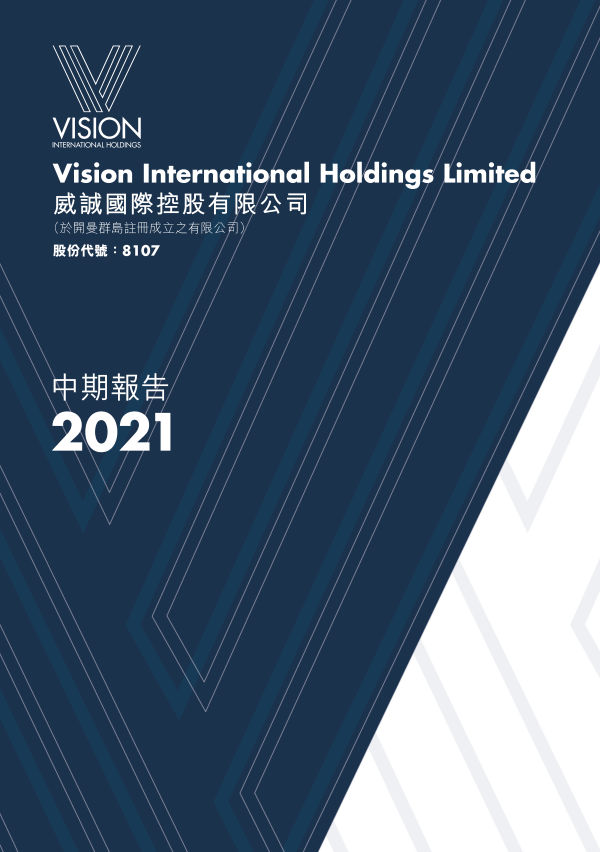 VISION
INTERNATIONAL HOLDINGS
Vision International Holdings Limited
威誠國際控股有限公司
（於開曼群島註冊成立之有限公司）
股份代號：8107
中期報告
2021